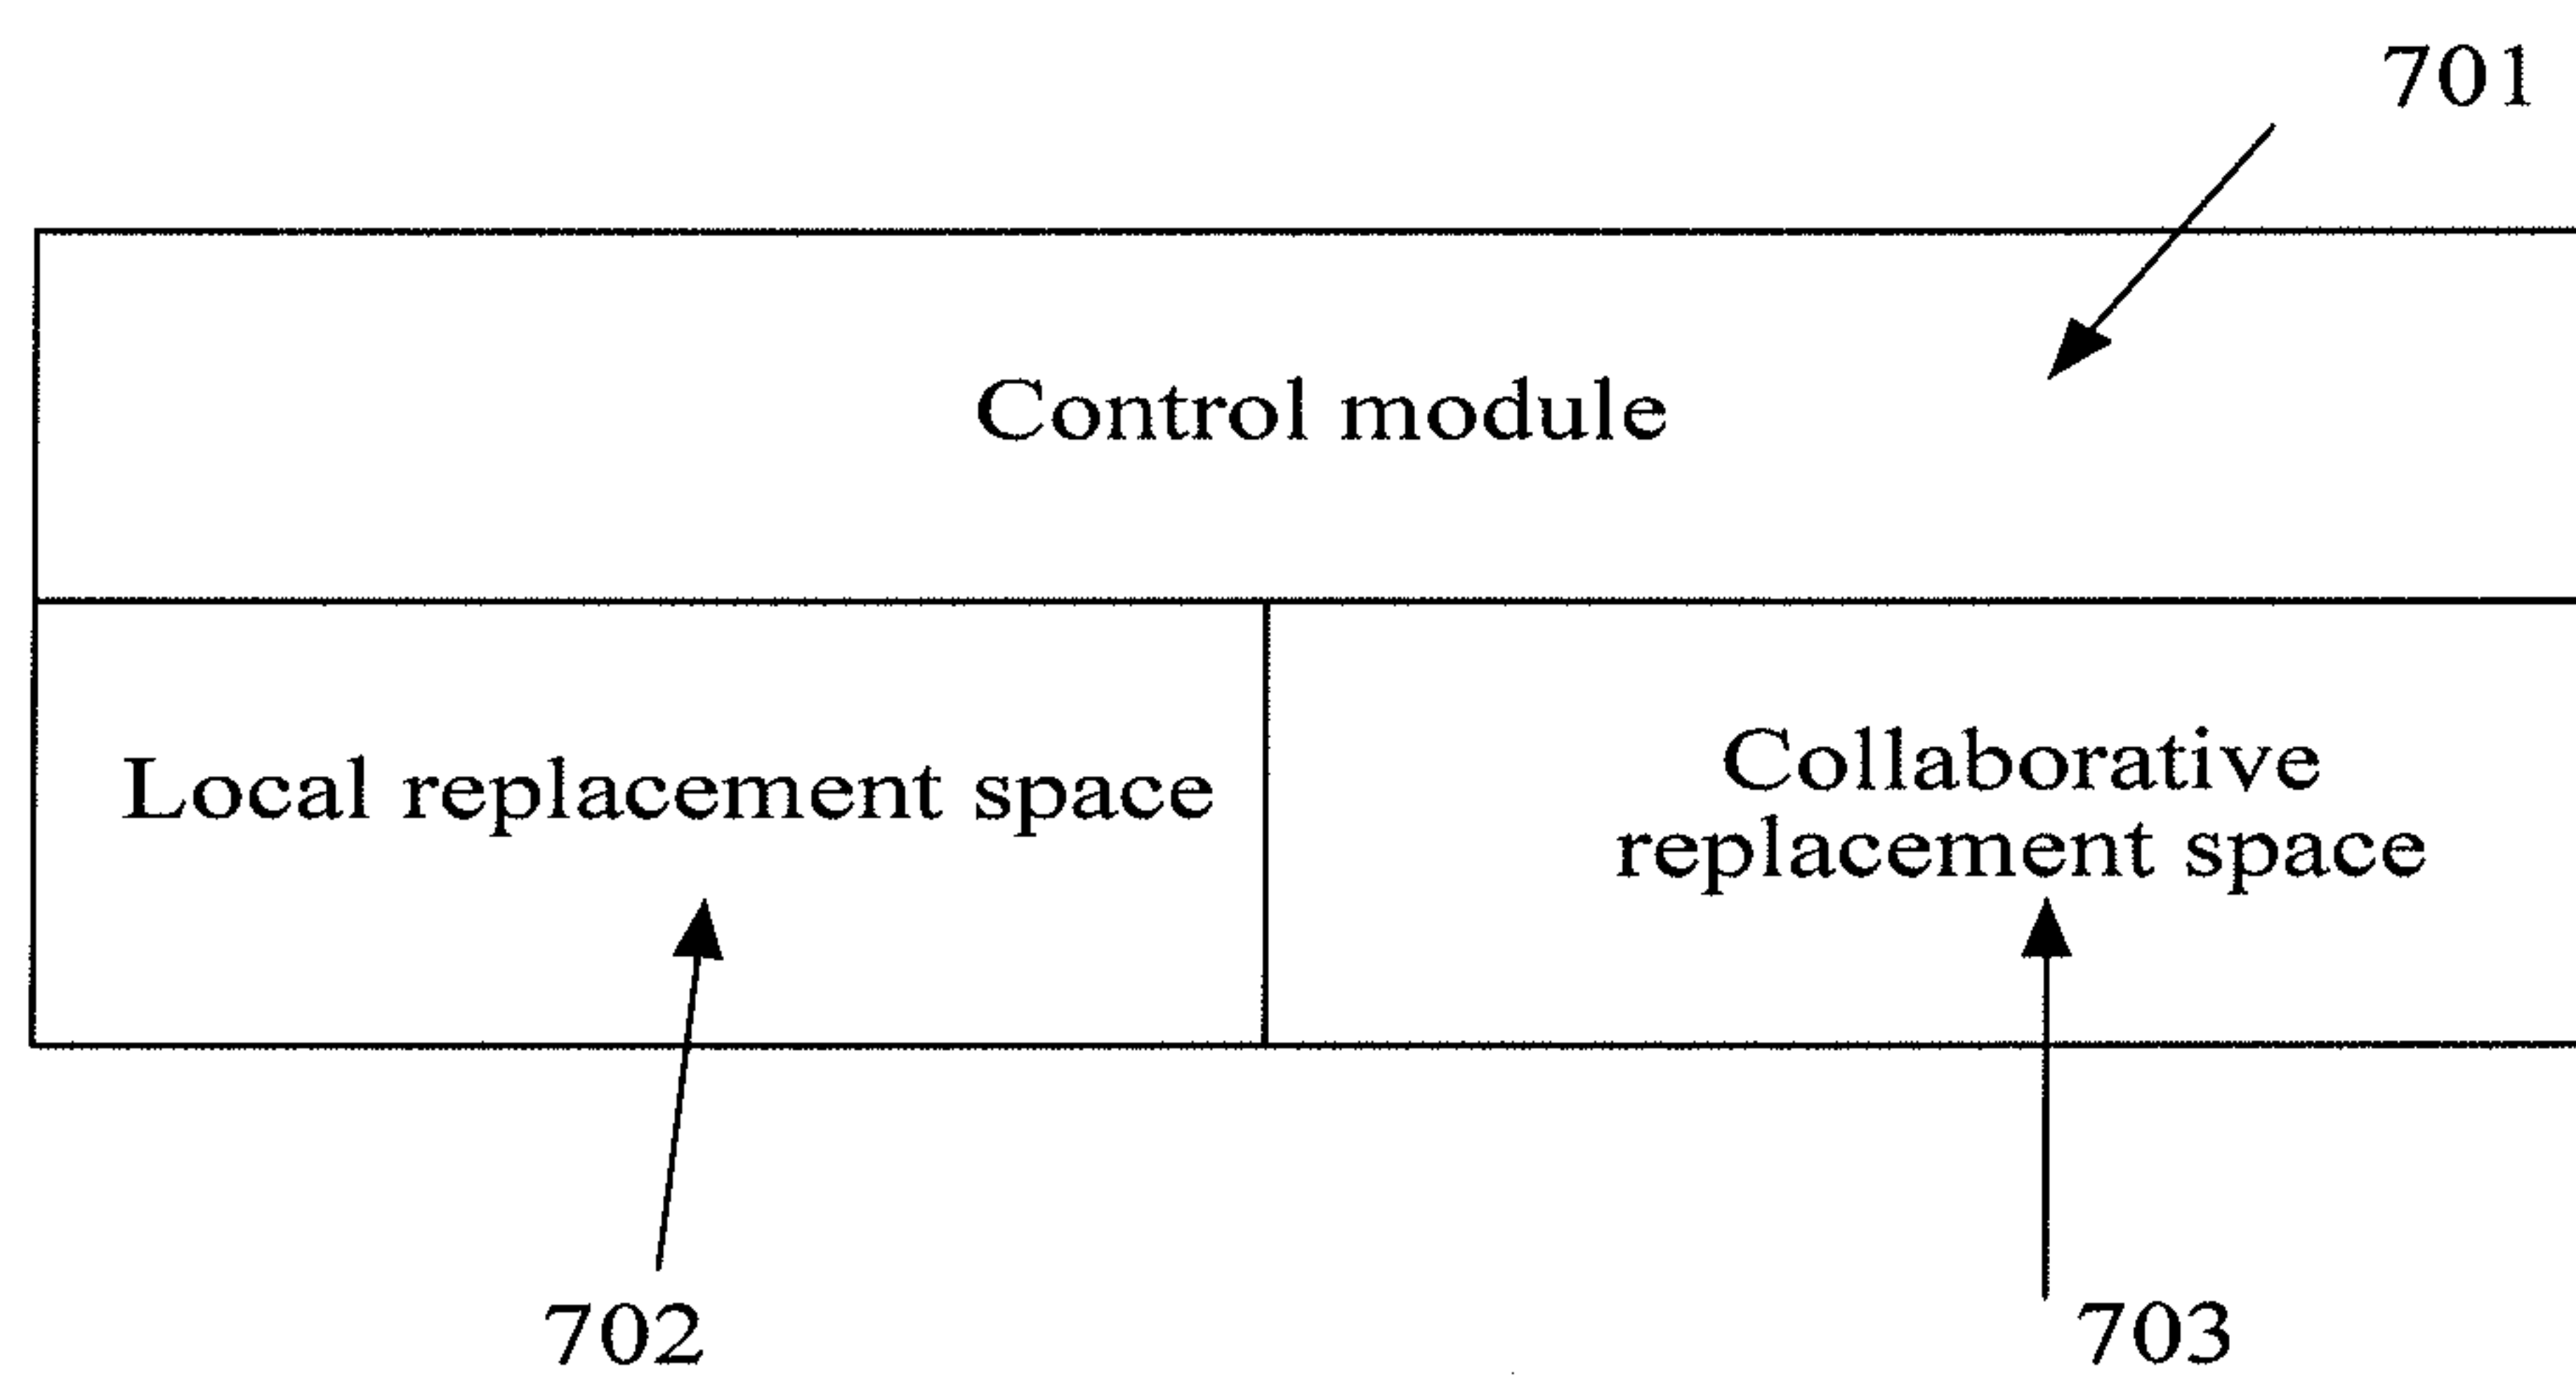 701
Control module
Local replacement space
Collaborative
replacement space
702
703